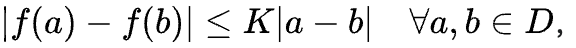 |f(a) − f(b)| ≤ K|a − b| ∀a, b ∈ D,